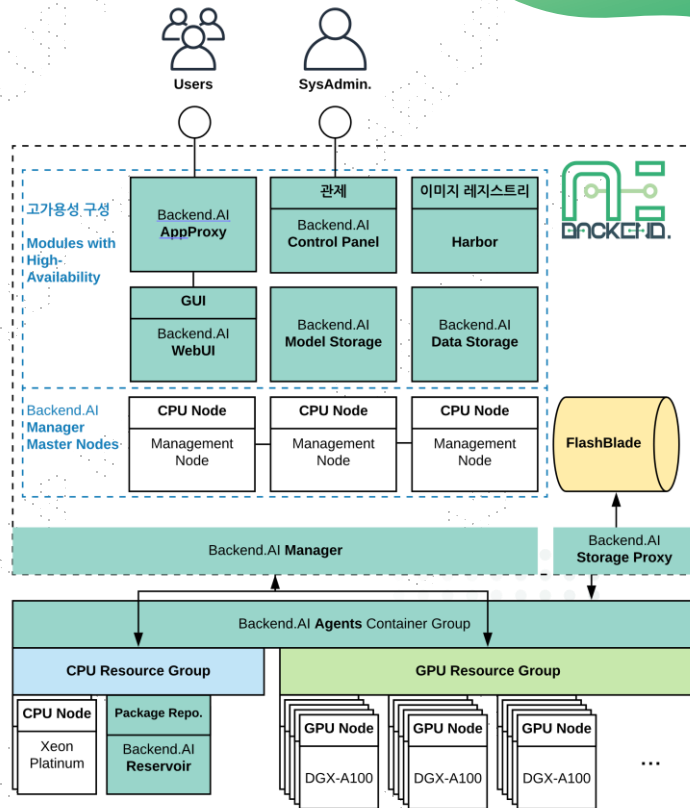 Users
SysAdmin.
고가용성 구성
Modules with
High-
Availability
Backend.AI
AppProxy
관제
Backend.AI
Control Panel
이미지 레지스트리
Harbor
BACKEND.
GUI
Backend.AI
WebUI
Backend.AI
Model Storage
Backend.AI
Data Storage
Backend.AI
Manager
Master Nodes
CPU Node
Management
Node
CPU Node
Management
Node
CPU Node
Management
Node
FlashBlade
Backend.AI Manager
Backend.AI
Storage Proxy
Backend.AI Agents Container Group
CPU Resource Group
GPU Resource Group
CPU Node
Xeon
Platinum
Package Repo.
Backend.AI
Reservoir
GPU Node
DGX-A100
GPU Node
DGX-A100
GPU Node
DGX-A100
...